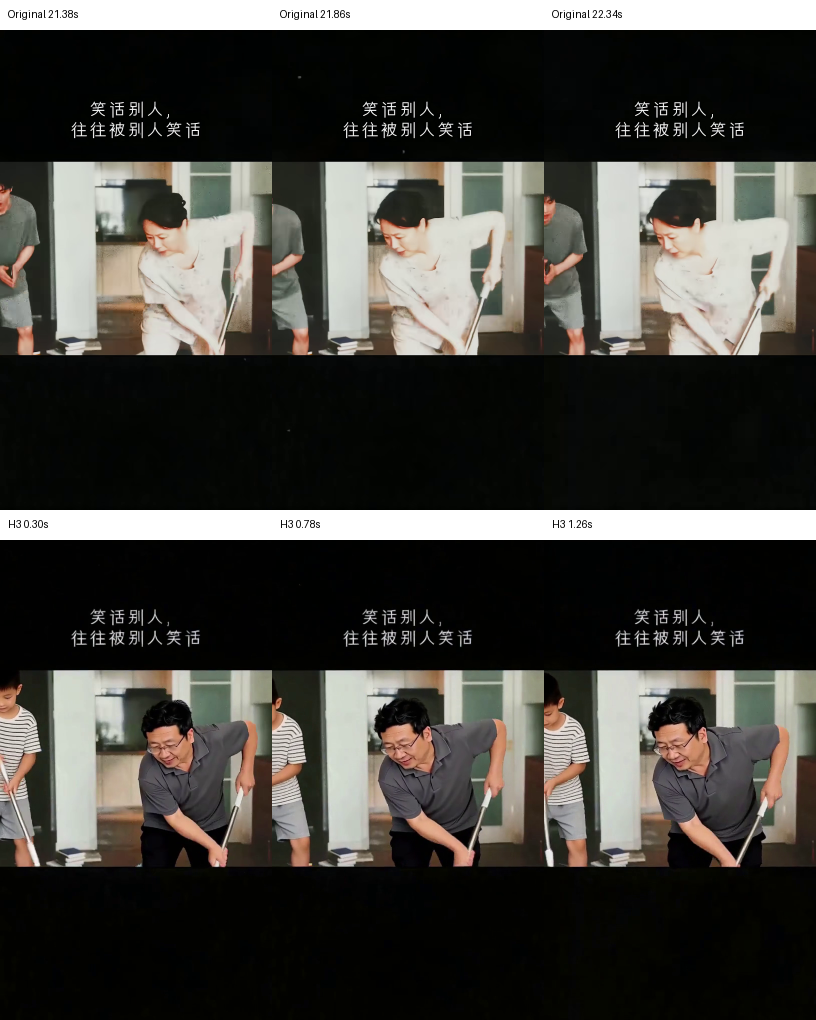 Original 21.38s
Original 21.86s
Original 22.34s
笑话别人,
往往被别人笑话
笑话别人,
往往被别人笑话
笑话别人,
往往被别人笑话
H3 0.30s
H3 0.78s
H3 1.26s
笑话别人,
往往被别人笑话
笑话别人,
往往被别人笑话
笑话别人,
往往被别人笑话